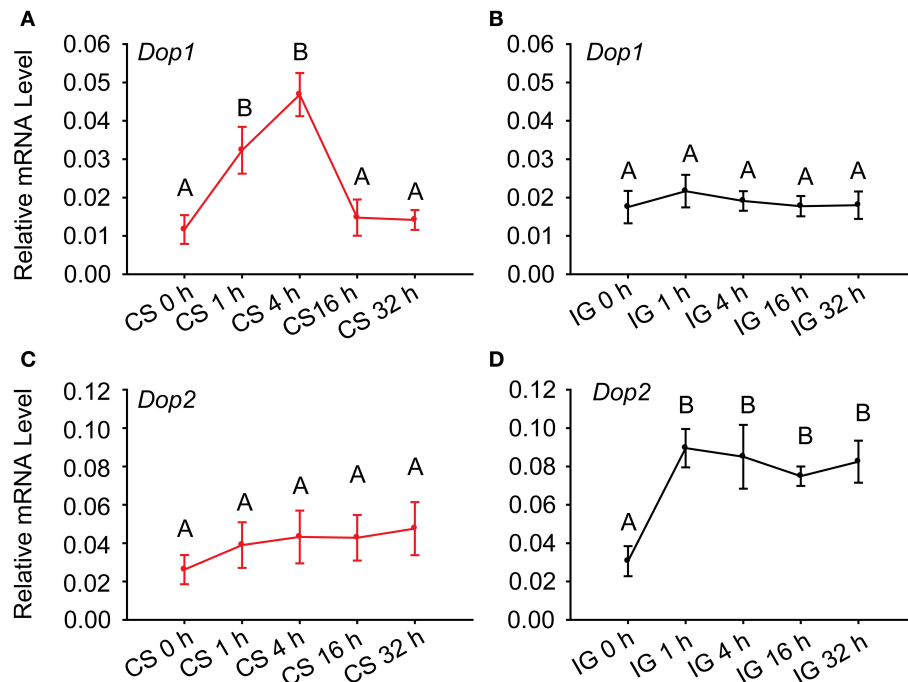 A
Dop1
Relative mRNA Level
0.06
0.05
0.04
0.03
0.02
0.01
0.00
A
B
B
A
A
CS 0 h
CS 1 h
CS 4 h
CS16 h
CS 32 h
B
Dop1
0.06
0.05
0.04
0.03
0.02
0.01
0.00
A
A
A
A
A
IG 0 h
IG 1 h
IG 4 h
IG 16 h
IG 32 h
C
Dop2
Relative mRNA Level
0.12
0.10
0.08
0.06
0.04
0.02
0.00
A
A
A
A
A
CS 0 h
CS 1 h
CS 4 h
CS 16 h
CS 32 h
D
Dop2
0.12
0.10
0.08
0.06
0.04
0.02
0.00
A
B
B
B
B
IG 0 h
IG 1 h
IG 4 h
IG 16 h
IG 32 h